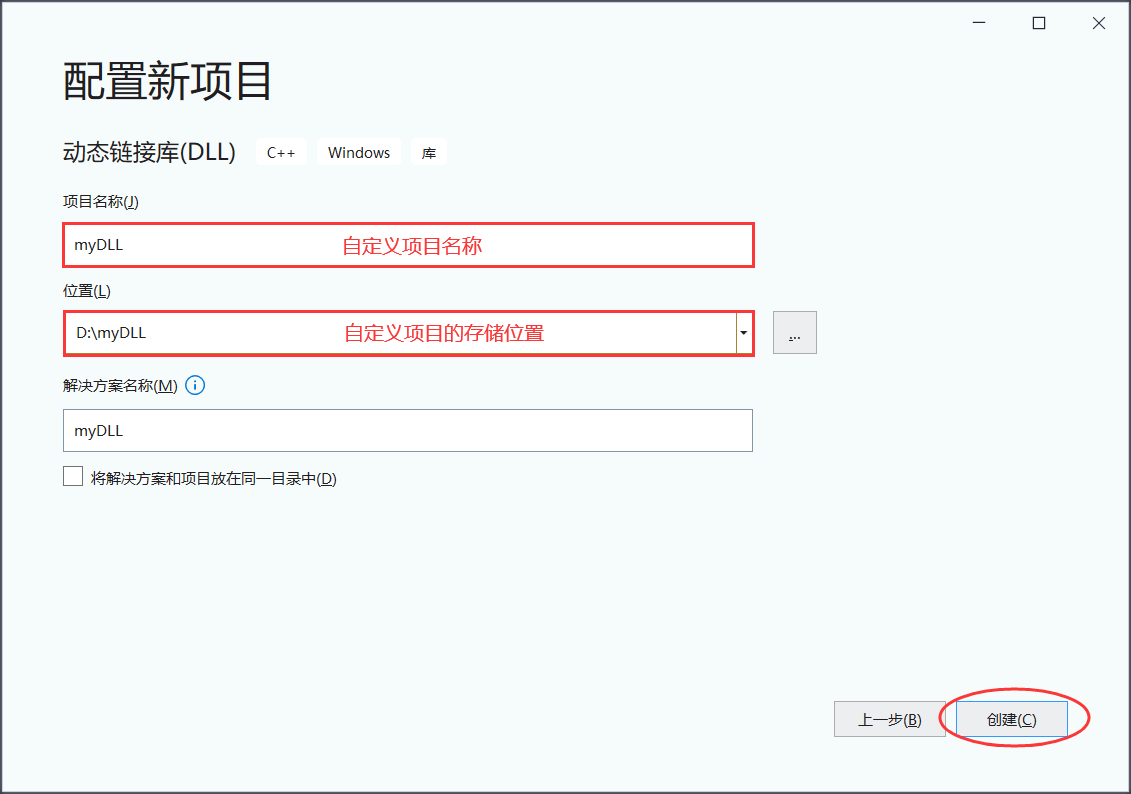 配置新项目
动态链接库(DLL) C++ Windows 库
项目名称(J)
myDLL 自定义项目名称
位置(L)
D:\myDLL 自定义项目的存储位置 ...
解决方案名称(M)
myDLL
将解决方案和项目放在同一目录中(D)
上一步(B) 创建(C)